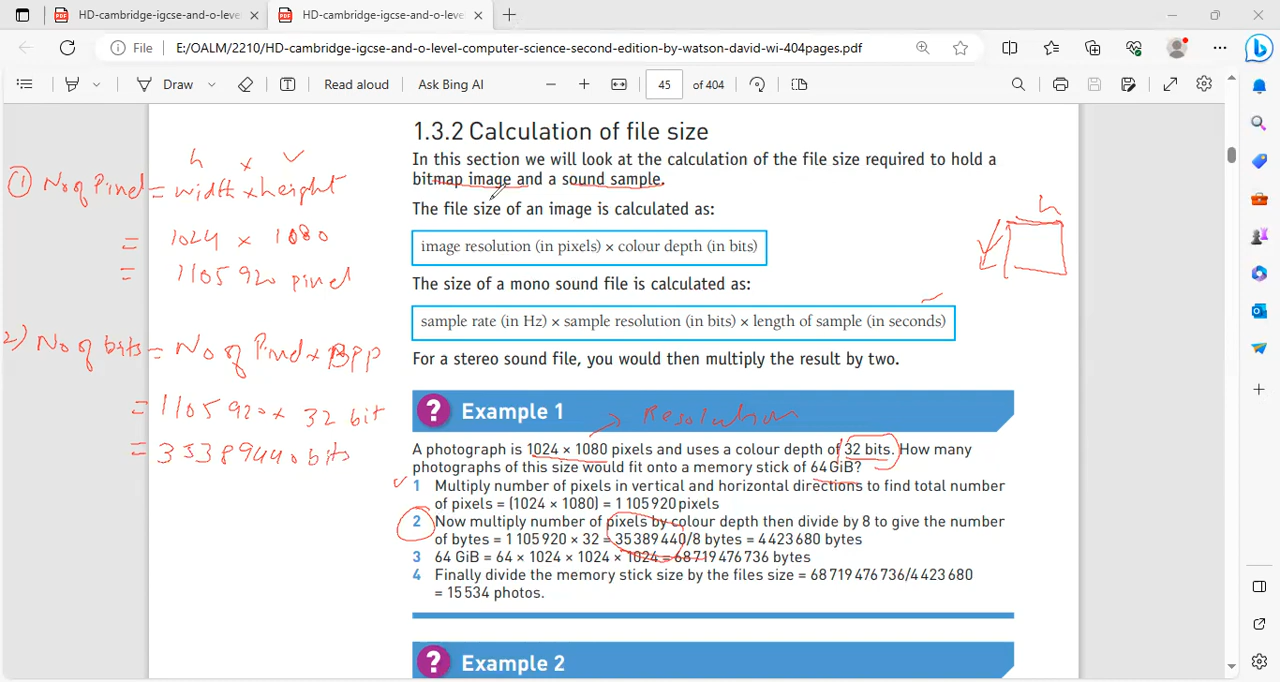 HD-cambridge-igcse-and-o-leve
HD-cambridge-igcse-and-o-leve
File
E:/OALM/2210/HD-cambridge-igcse-and-o-level-computer-science-second-edition-by-watson-david-wi-404pages.pdf
Draw
Read aloud
Ask Bing AI
45 of 404
1.3.2 Calculation of file size
In this section we will look at the calculation of the file size required to hold a
bitmap image and a sound sample.
The file size of an image is calculated as:
image resolution (in pixels) × colour depth (in bits)
The size of a mono sound file is calculated as:
sample rate (in Hz) × sample resolution (in bits) × length of sample (in seconds)
For a stereo sound file, you would then multiply the result by two.
? Example 1
Resolution
A photograph is 1024 × 1080 pixels and uses a colour depth of 32 bits. How many
photographs of this size would fit onto a memory stick of 64 GiB?
1 Multiply number of pixels in vertical and horizontal directions to find total number
of pixels = (1024 × 1080) = 1 105 920 pixels
2 Now multiply number of pixels by colour depth then divide by 8 to give the number
of bytes = 1 105 920 × 32 = 35 389 440/8 bytes = 4 423 680 bytes
3 64 GiB = 64 × 1024 × 1024 × 1024 = 68 719 476 736 bytes
4 Finally divide the memory stick size by the files size = 68 719 476 736/4 423 680
= 15 534 photos.
? Example 2
h × v
1 No of Pixel = width × height
= 1024 × 1080
= 1105920 pixel
2) No of bits = No of Pixel × BPP
= 1105920 × 32 bit
= 35389440 bits
h
v